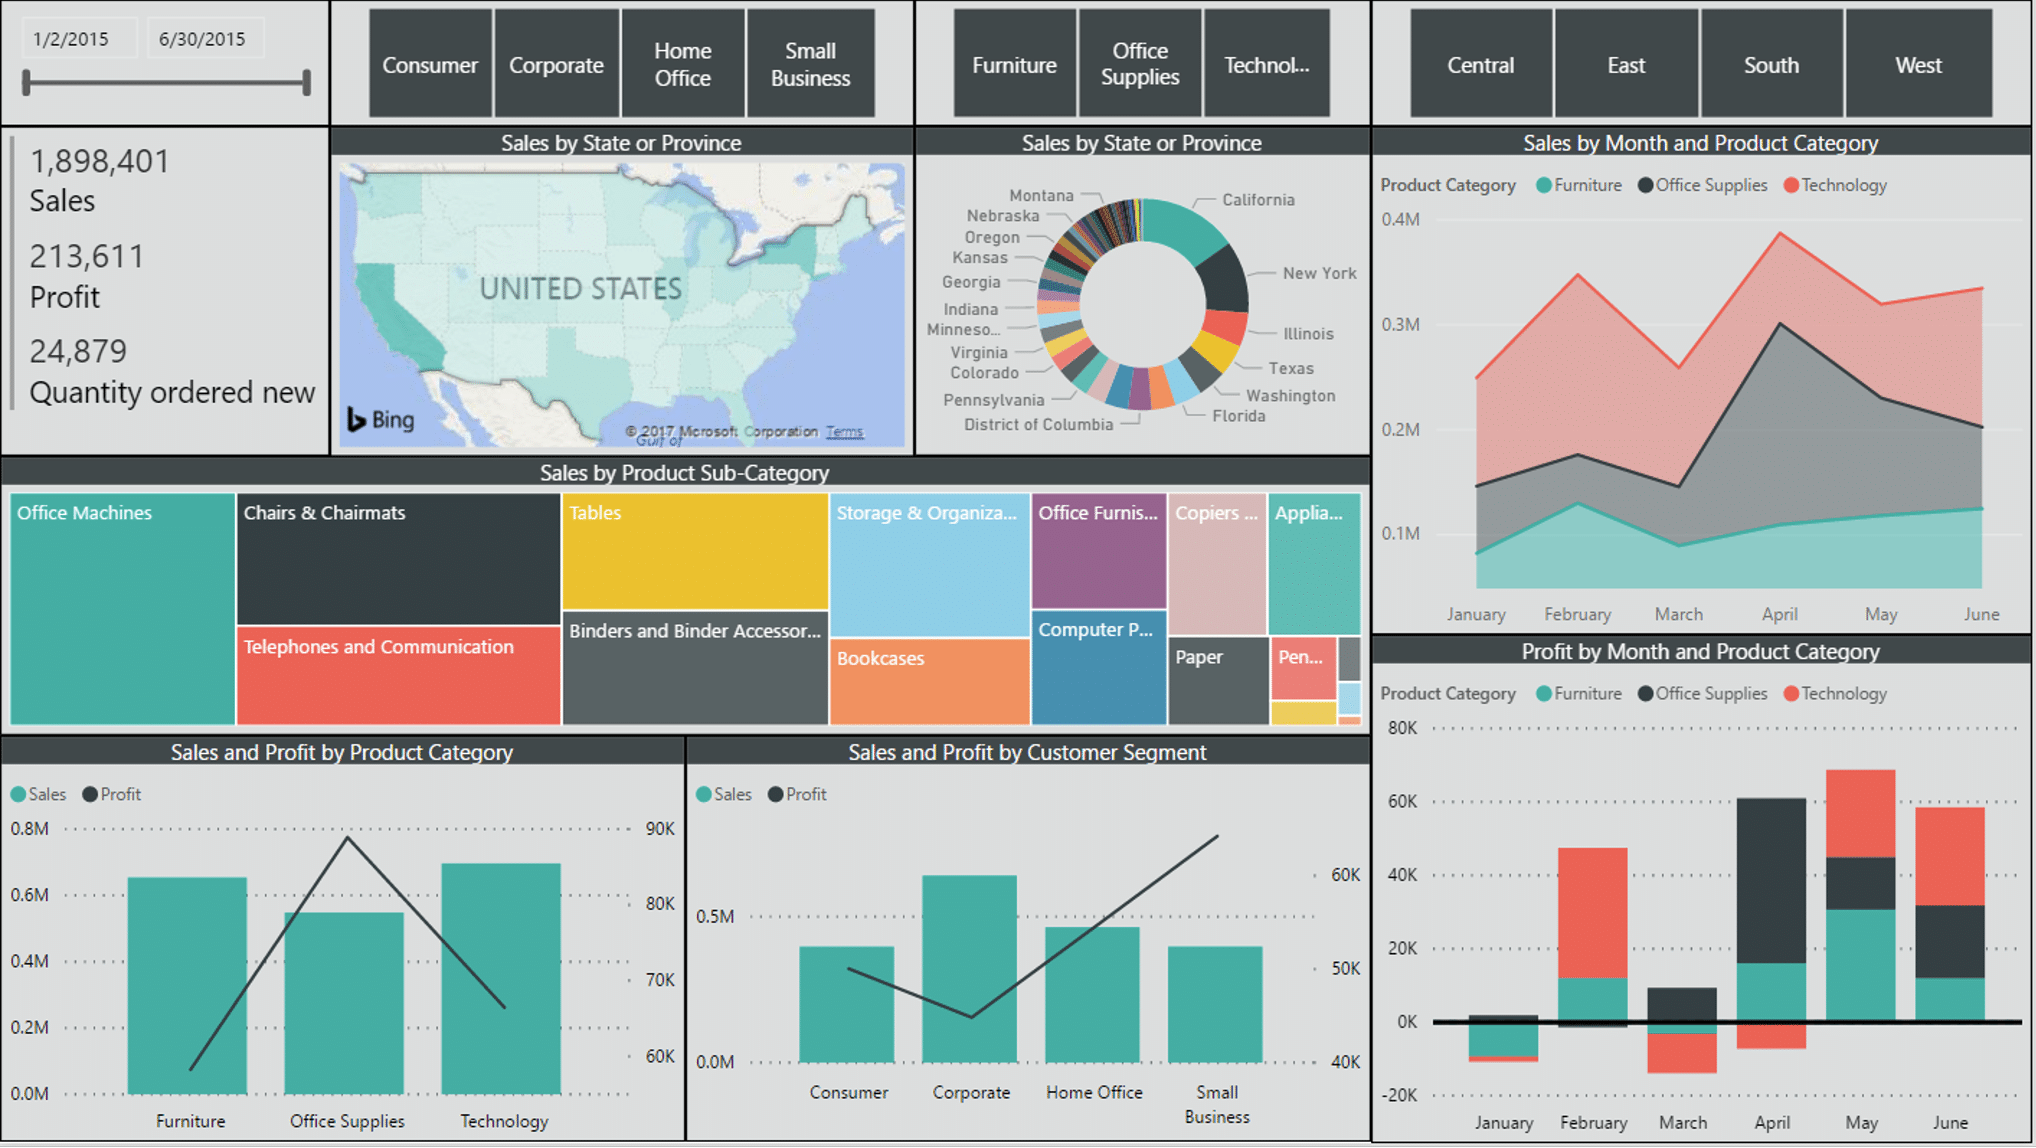 1/2/2015 6/30/2015
Consumer
Corporate
Home
Office
Small
Business
Furniture
Office
Supplies
Technol...
Central
East
South
West
1,898,401
Sales
213,611
Profit
24,879
Quantity ordered new
Sales by State or Province
UNITED STATES
Bing
© 2017 Microsoft Corporation Terms
Gulf of
Sales by State or Province
Montana
Nebraska
Oregon
Kansas
Georgia
Indiana
Minneso...
Virginia
Colorado
Pennsylvania
District of Columbia
California
New York
Illinois
Texas
Washington
Florida
Sales by Month and Product Category
Product Category Furniture Office Supplies Technology
0.4M
0.3M
0.2M
0.1M
January February March April May June
Sales by Product Sub-Category
Office Machines
Chairs & Chairmats
Telephones and Communication
Tables
Binders and Binder Accessor...
Storage & Organiza...
Bookcases
Office Furnis...
Computer P...
Copiers ...
Applia...
Paper
Pen...
Profit by Month and Product Category
Product Category Furniture Office Supplies Technology
80K
60K
40K
20K
0K
-20K
January February March April May June
Sales and Profit by Product Category
Sales Profit
0.8M
0.6M
0.4M
0.2M
0.0M
90K
80K
70K
60K
Furniture Office Supplies Technology
Sales and Profit by Customer Segment
Sales Profit
0.5M
0.0M
60K
50K
40K
Consumer Corporate Home Office Small
Business